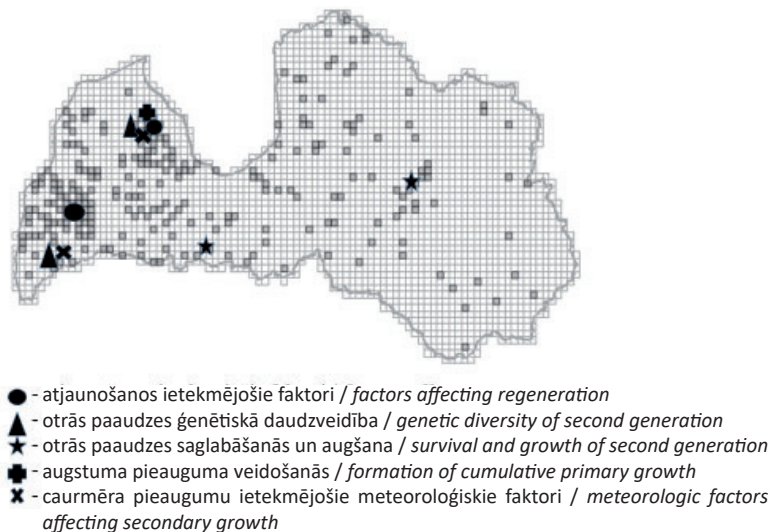 - atjaunošanos ietekmējošie faktori / factors affecting regeneration
- otrās paaudzes ģenētiskā daudzveidība / genetic diversity of second generation
- otrās paaudzes saglabāšanās un augšana / survival and growth of second generation
- augstuma pieauguma veidošanās / formation of cumulative primary growth
- caurmēra pieaugumu ietekmējošie meteoroloģiskie faktori / meteorologic factors
affecting secondary growth